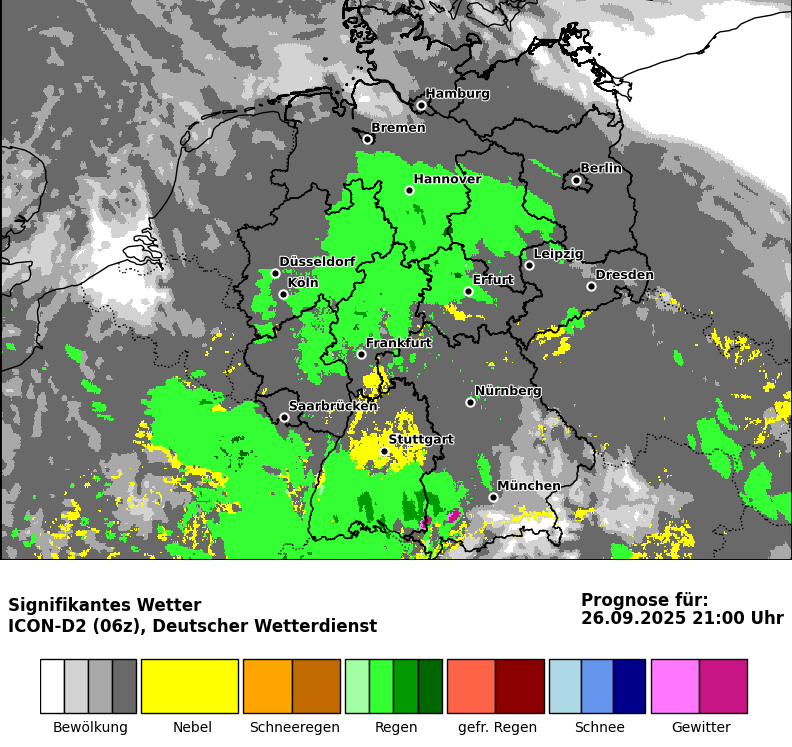 Hamburg
Bremen
Berlin
Hannover
Leipzig
Düsseldorf
Dresden
Köln
Erfurt
Frankfurt
Nürnberg
Saarbrücken
Stuttgart
München
Signifikantes Wetter
ICON-D2 (06z), Deutscher Wetterdienst
Prognose für:
26.09.2025 21:00 Uhr
Bewölkung Nebel Schneeregen Regen gefr. Regen Schnee Gewitter